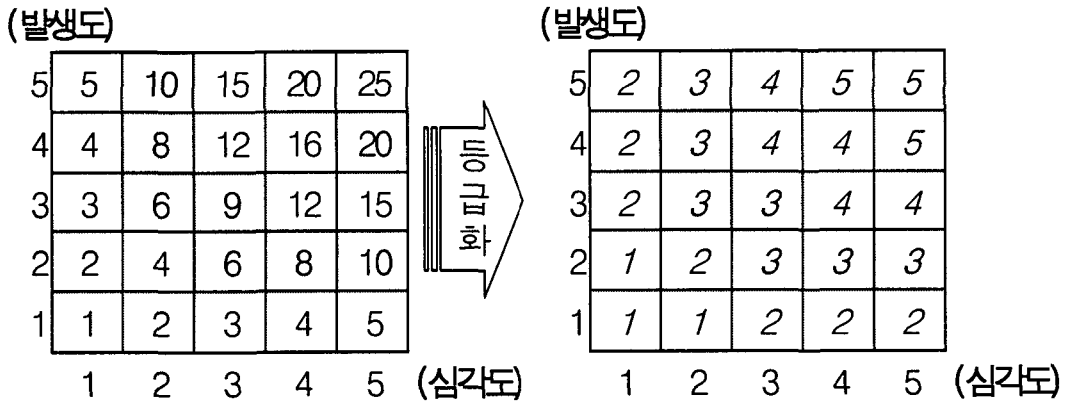 (발생도) (발생도)
5 5 10 15 20 25 5 2 3 4 5 5
4 4 8 12 16 20 4 2 3 4 4 5
3 3 6 9 12 15 3 2 3 3 4 4
2 2 4 6 8 10 2 1 2 3 3 3
1 1 2 3 4 5 1 1 1 2 2 2
1 2 3 4 5 (심각도) 1 2 3 4 5 (심각도)
등급화